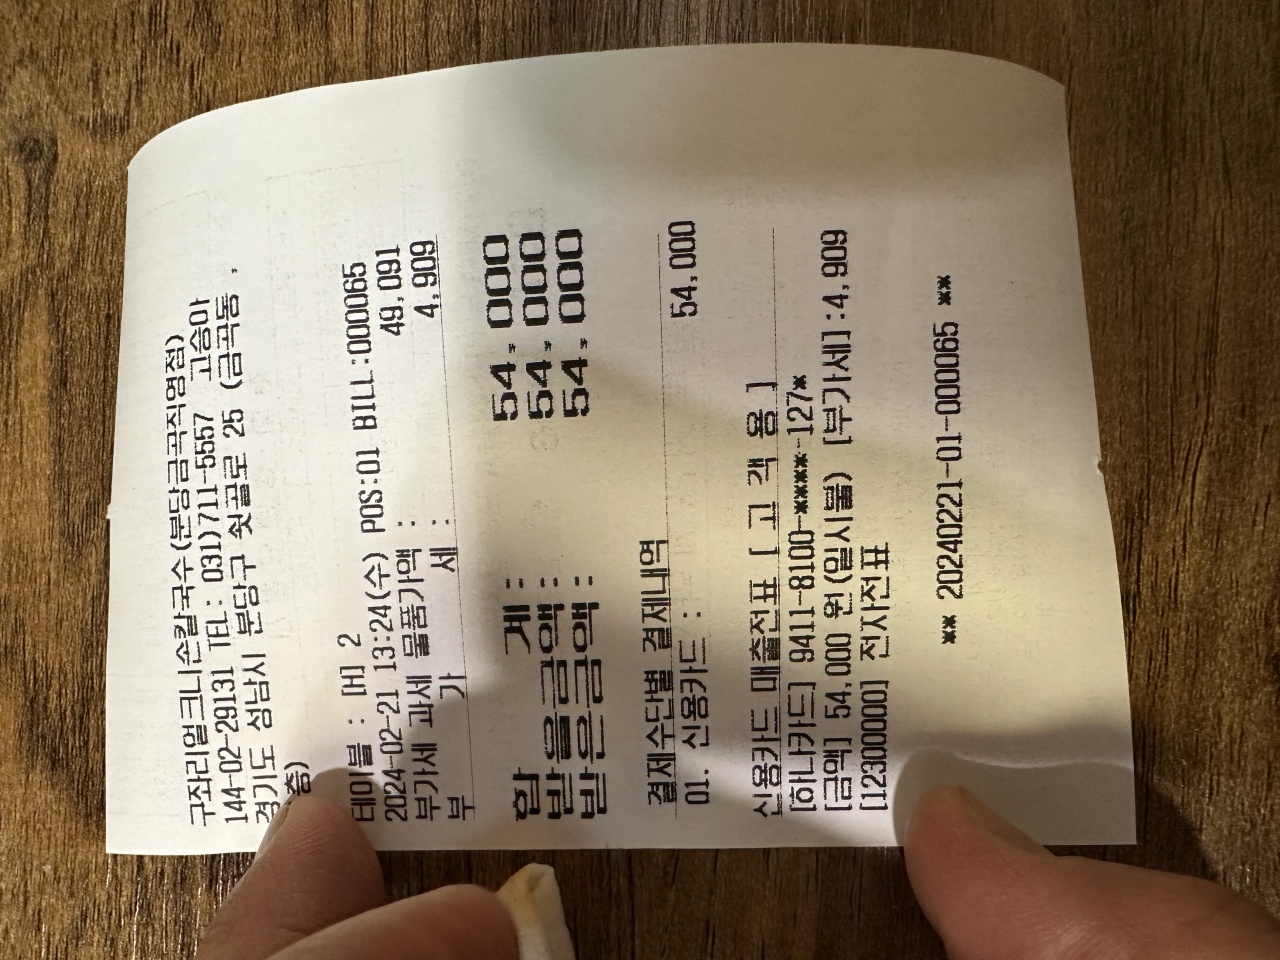 구좌리얼크니손칼국수(분당금곡직영점)
144-02-29131 TEL: 031)711-5557 고승아
경기도 성남시 분당구 쇳골로 25 (금곡동,
층)
테이블 : [H] 2
2024-02-21 13:24(수) POS:01 BILL:000065
부가세 과세 물품가액 : 49,091
부 가 세 : 4,909
합 계 : 54,000
받을금액 : 54,000
받은금액 : 54,000
결제수단별 결제내역
01. 신용카드 : 54,000
신용카드 매출전표 [ 고 객 용 ]
[하나카드] 9411-8100-****-127*
[금액] 54,000 원(일시불) [부가세]:4,909
[12300000] 전자전표
** 20240221-01-000065 **